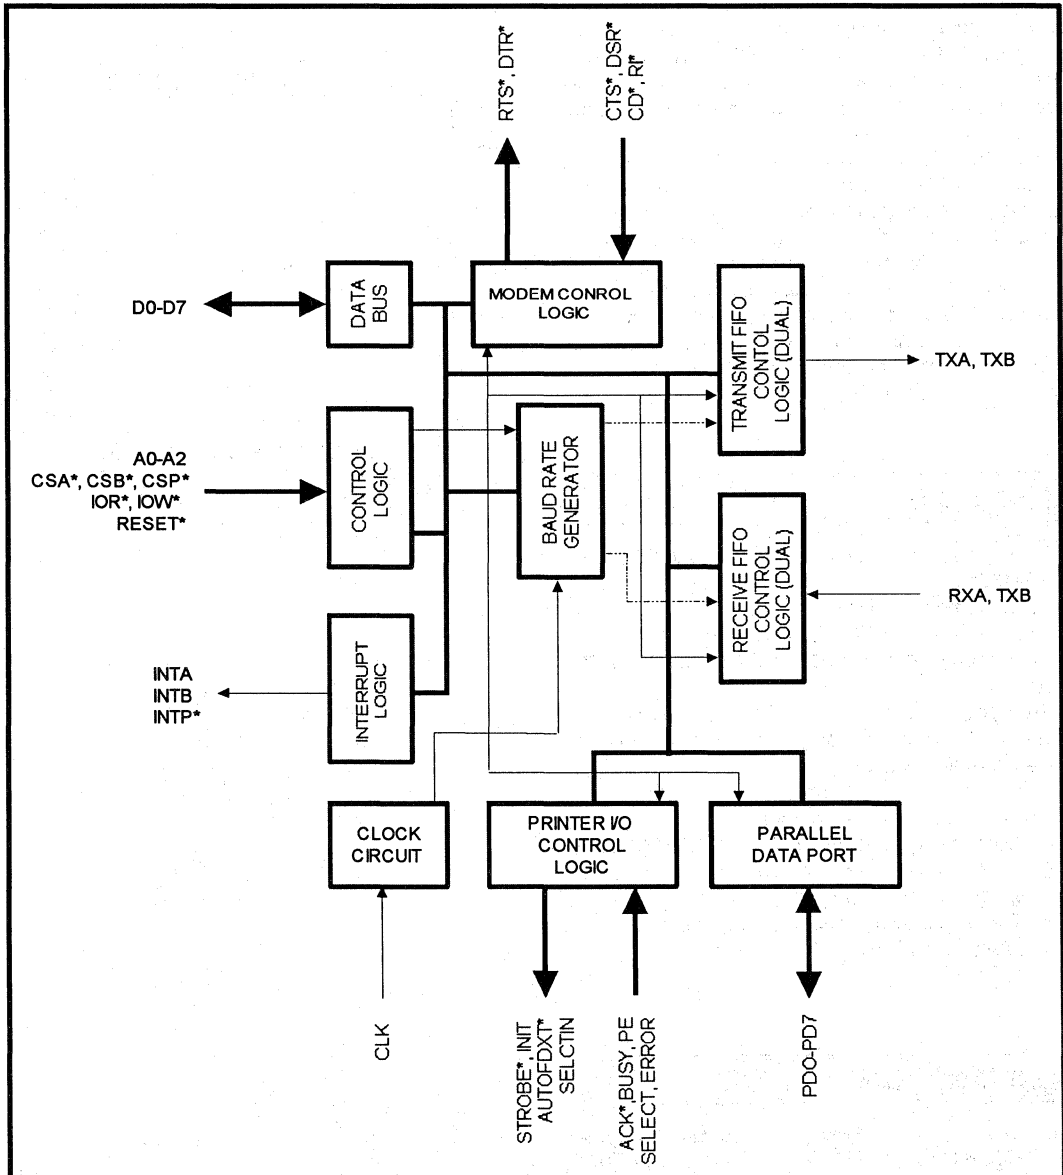 RTS*, DTR*
CTS*, DSR*
CD*, RI*
D0-D7
DATA
BUS
MODEM CONROL
LOGIC
TRANSMIT FIFO
CONTOL
LOGIC (DUAL)
TXA, TXB
A0-A2
CSA*, CSB*, CSP*
IOR*, IOW*
RESET*
CONTROL
LOGIC
BAUD RATE
GENERATOR
RECEIVE FIFO
CONTROL
LOGIC (DUAL)
RXA, TXB
INTA
INTB
INTP*
INTERRUPT
LOGIC
CLOCK
CIRCUIT
PRINTER I/O
CONTROL
LOGIC
PARALLEL
DATA PORT
CLK
STROBE*, INIT
AUTOFDXT*
SELCTIN
ACK*,BUSY, PE
SELECT, ERROR
PD0-PD7